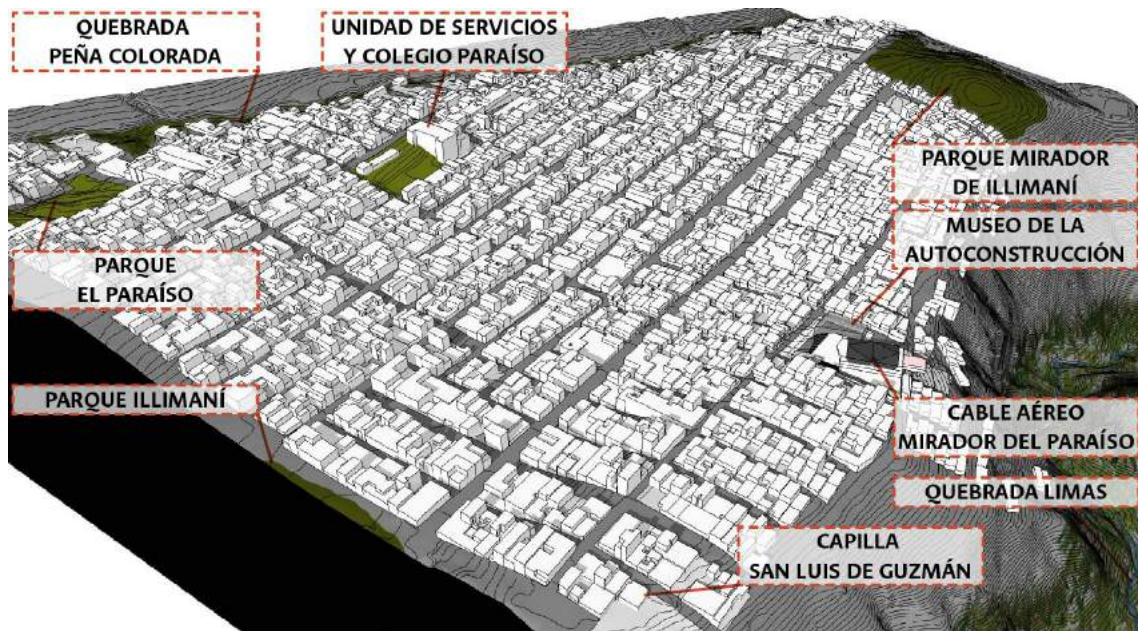 QUEBRADA
PEÑA COLORADA
UNIDAD DE SERVICIOS
Y COLEGIO PARAÍSO
PARQUE MIRADOR
DE ILLIMANÍ
MUSEO DE LA
AUTOCONSTRUCCIÓN
PARQUE
EL PARAÍSO
PARQUE ILLIMANÍ
CABLE AÉREO
MIRADOR DEL PARAÍSO
QUEBRADA LIMAS
CAPILLA
SAN LUIS DE GUZMÁN